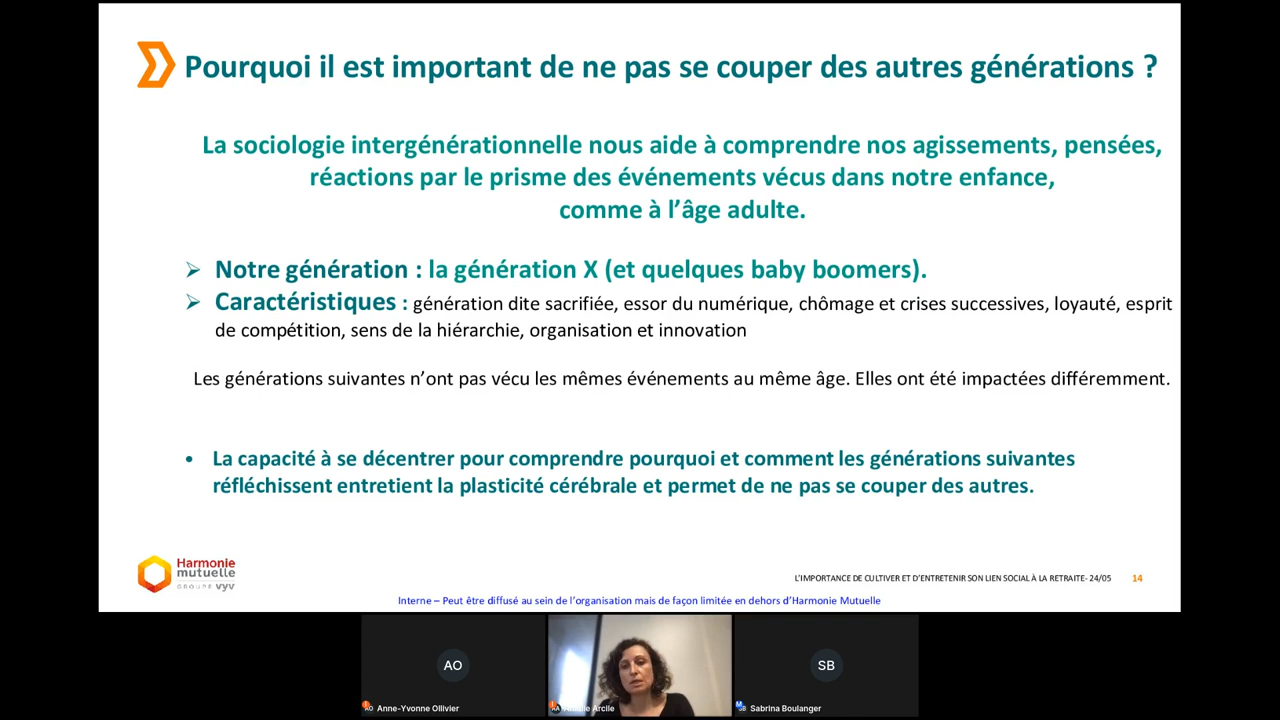 Pourquoi il est important de ne pas se couper des autres générations ?
La sociologie intergénérationnelle nous aide à comprendre nos agissements, pensées,
réactions par le prisme des événements vécus dans notre enfance,
comme à l’âge adulte.
Notre génération : la génération X (et quelques baby boomers).
Caractéristiques : génération dite sacrifiée, essor du numérique, chômage et crises successives, loyauté, esprit
de compétition, sens de la hiérarchie, organisation et innovation
Les générations suivantes n’ont pas vécu les mêmes événements au même âge. Elles ont été impactées différemment.
• La capacité à se décentrer pour comprendre pourquoi et comment les générations suivantes
réfléchissent entretient la plasticité cérébrale et permet de ne pas se couper des autres.
Harmonie
mutuelle
GROUPE vyv
L’IMPORTANCE DE CULTIVER ET D’ENTRETENIR SON LIEN SOCIAL À LA RETRAITE- 24/05 14
Interne – Peut être diffusé au sein de l’organisation mais de façon limitée en dehors d’Harmonie Mutuelle
AO
SB
AO Anne-Yvonne Ollivier
Arcile
SB Sabrina Boulanger